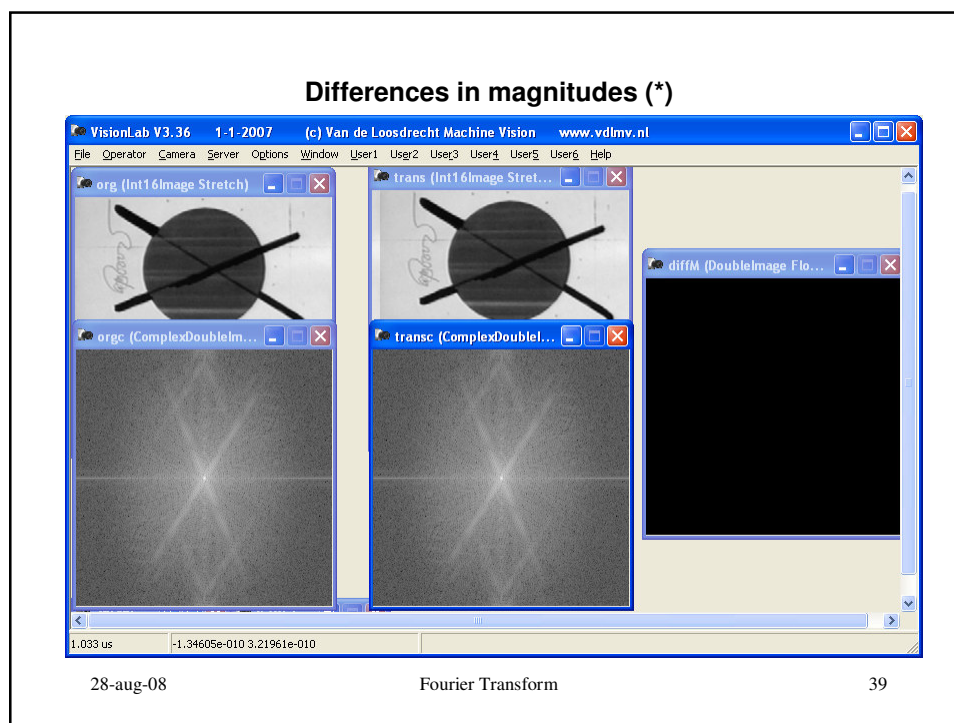 Differences in magnitudes (*)
VisionLab V3.36 1-1-2007 (c) Van de Loosdrecht Machine Vision www.vdlmv.nl
File Operator Camera Server Options Window User1 User2 User3 User4 User5 User6 Help
org (Int16Image Stretch)
trans (Int16Image Stret...
diffM (DoubleImage Flo...
orgc (ComplexDoubleIm...
transc (ComplexDoubleI...
1.033 us -1.34605e-010 3.21961e-010
28-aug-08 Fourier Transform 39